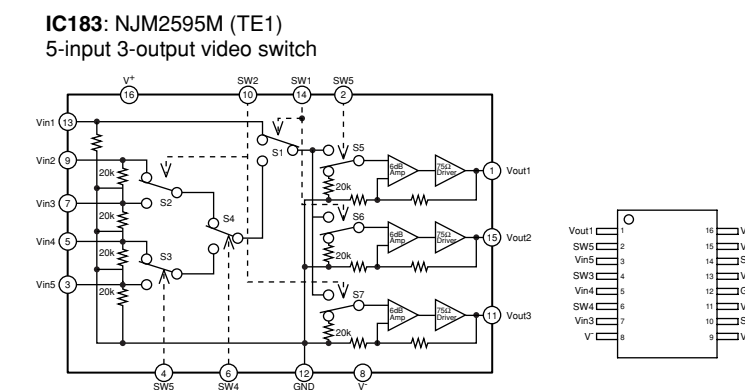 IC183: NJM2595M (TE1)
5-input 3-output video switch
V+ SW2 SW1 SW5
16 10 14 2
Vin1 13
S1 S5
Vin2 9
20k
6dB Amp 75Ω Driver 1 Vout1
20k
Vin3 7
S2
20k S4 S6
Vin4 5
20k
6dB Amp 75Ω Driver 15 Vout2
S3
Vin5 3
20k S7
20k
6dB Amp 75Ω Driver 11 Vout3
4 6 12 8
SW5 SW4 GND V-
Vout1 1 16 V
SW5 2 15 V
Vin5 3 14 S
SW3 4 13 V
Vin4 5 12 G
SW4 6 11 V
Vin3 7 10 S
V- 8 9 V